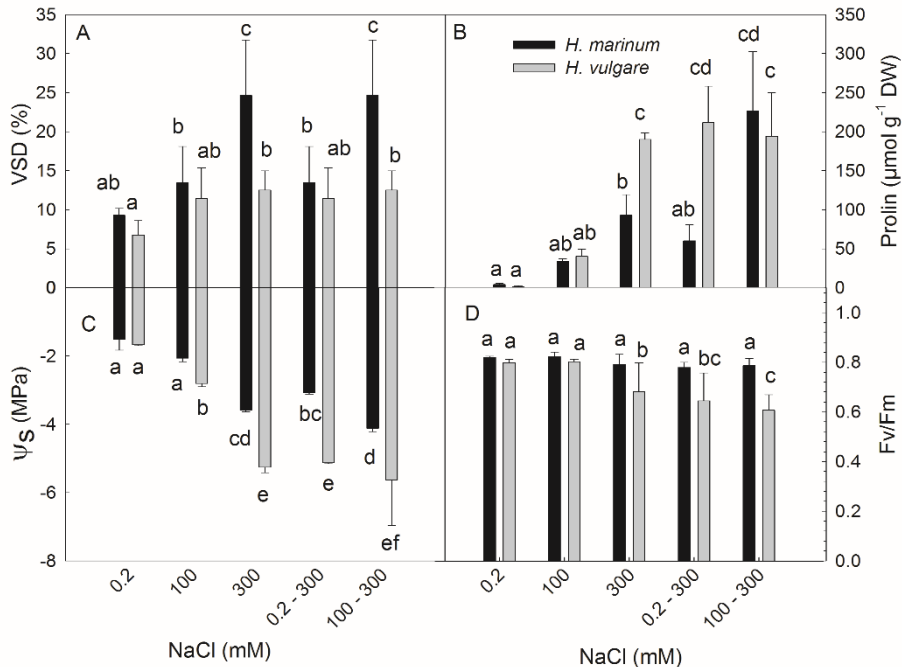 A
VSD (%)
35
30
25
20
15
10
5
0
ab
a
b
ab
c
b
b
ab
c
b
B
H. marinum
H. vulgare
Prolin (µmol g⁻¹ DW)
350
300
250
200
150
100
50
0
a
a
ab
ab
b
c
ab
cd
cd
c
C
ΨS (MPa)
-2
-4
-6
-8
a
a
a
b
cd
e
bc
e
d
ef
0.2
100
300
0.2 - 300
100 - 300
NaCl (mM)
D
Fv/Fm
1.0
0.8
0.6
0.4
0.2
0.0
a
a
a
a
a
b
a
bc
a
c
0.2
100
300
0.2 - 300
100 - 300
NaCl (mM)